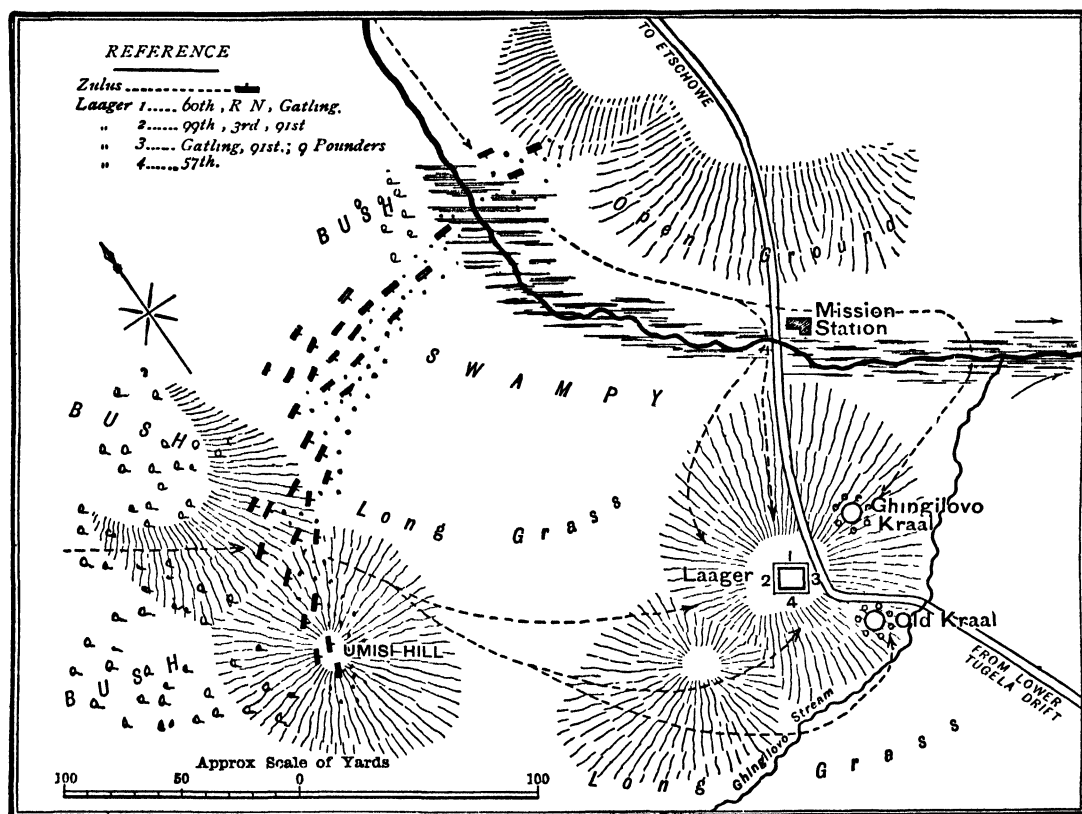 REFERENCE
Zulus
Laager 1..... 60th, R N, Gatling.
" 2...... 99th, 3rd, 91st
" 3..... Gatling, 91st.; 9 Pounders
" 4...... 57th.
TO ETSCHOWE
BUSH
Open Ground
Mission
Station
SWAMPY
BUSH
Long Grass
Ghingilovo
Kraal
Laager
1
2
3
4
Old Kraal
UMISI HILL
BUSH
FROM LOWER
TUGELA DRIFT
Ghingilovo Stream
Long Grass
Approx Scale of Yards
100 50 0 100